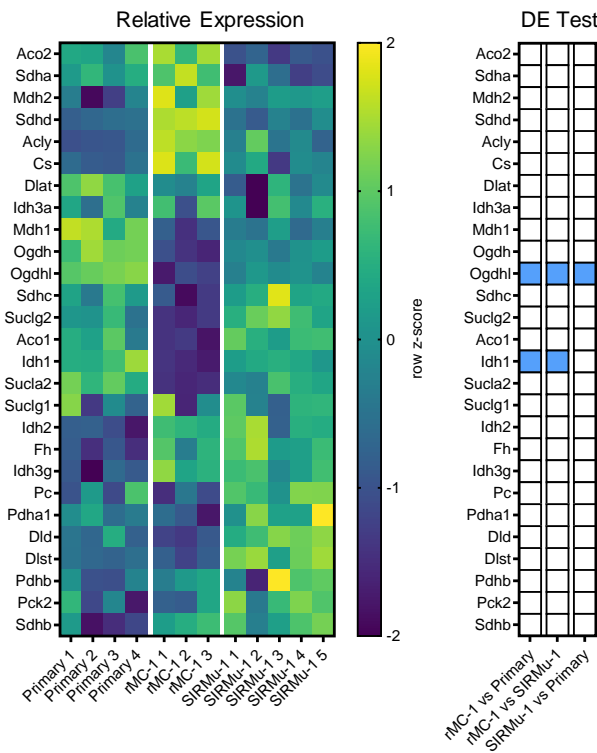 Relative Expression
DE Test
Aco2
Sdha
Mdh2
Sdhd
Acly
Cs
Dlat
Idh3a
Mdh1
Ogdh
Ogdhl
Sdhc
Suclg2
Aco1
Idh1
Sucla2
Suclg1
Idh2
Fh
Idh3g
Pc
Pdha1
Dld
Dlst
Pdhb
Pck2
Sdhb
Primary 1
Primary 2
Primary 3
Primary 4
rMC-1 1
rMC-1 2
rMC-1 3
SIRMu-1 1
SIRMu-1 2
SIRMu-1 3
SIRMu-1 4
SIRMu-1 5
2
1
0
-1
-2
row z-score
Aco2
Sdha
Mdh2
Sdhd
Acly
Cs
Dlat
Idh3a
Mdh1
Ogdh
Ogdhl
Sdhc
Suclg2
Aco1
Idh1
Sucla2
Suclg1
Idh2
Fh
Idh3g
Pc
Pdha1
Dld
Dlst
Pdhb
Pck2
Sdhb
rMC-1 vs Primary
rMC-1 vs SIRMu-1
SIRMu-1 vs Primary